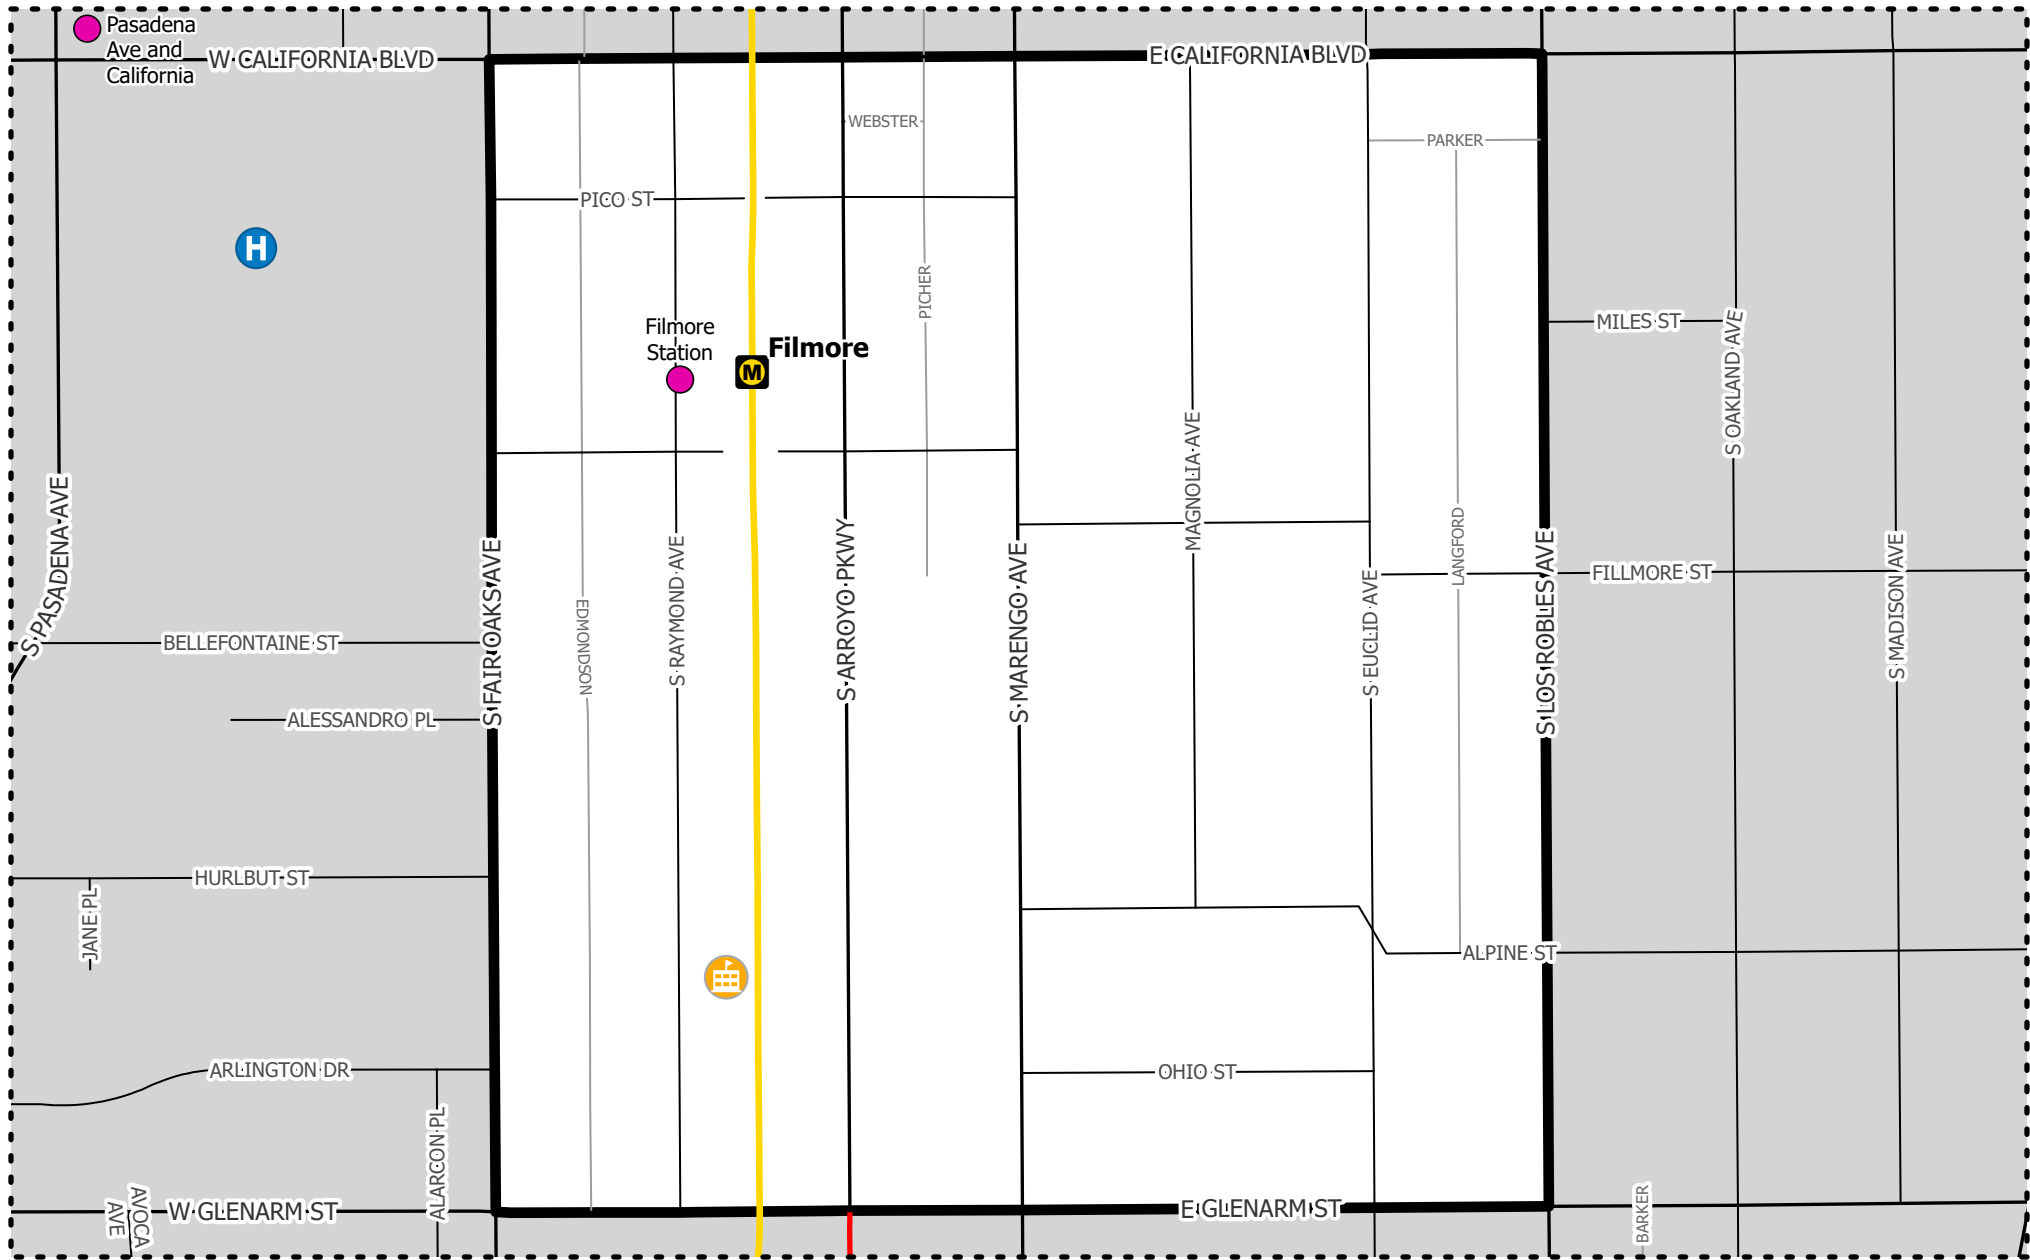 Pasadena
Ave and
California
W CALIFORNIA BLVD
E CALIFORNIA BLVD
WEBSTER
PARKER
PICO ST
H
PICHER
MILES ST
Filmore
Station
Filmore
M
S OAKLAND AVE
MAGNOLIA AVE
S PASADENA AVE
S FAIR OAKS AVE
EDMONDSON
S RAYMOND AVE
S ARROYO PKWY
S MARENGO AVE
S EUCLID AVE
LANGFORD
S LOS ROBLES AVE
FILLMORE ST
S MADISON AVE
BELLEFONTAINE ST
ALESSANDRO PL
HURLBUT ST
JANE PL
ALPINE ST
ARLINGTON DR
OHIO ST
ALARCON PL
AVOCA
AVE
W GLENARM ST
E GLENARM ST
BARKER